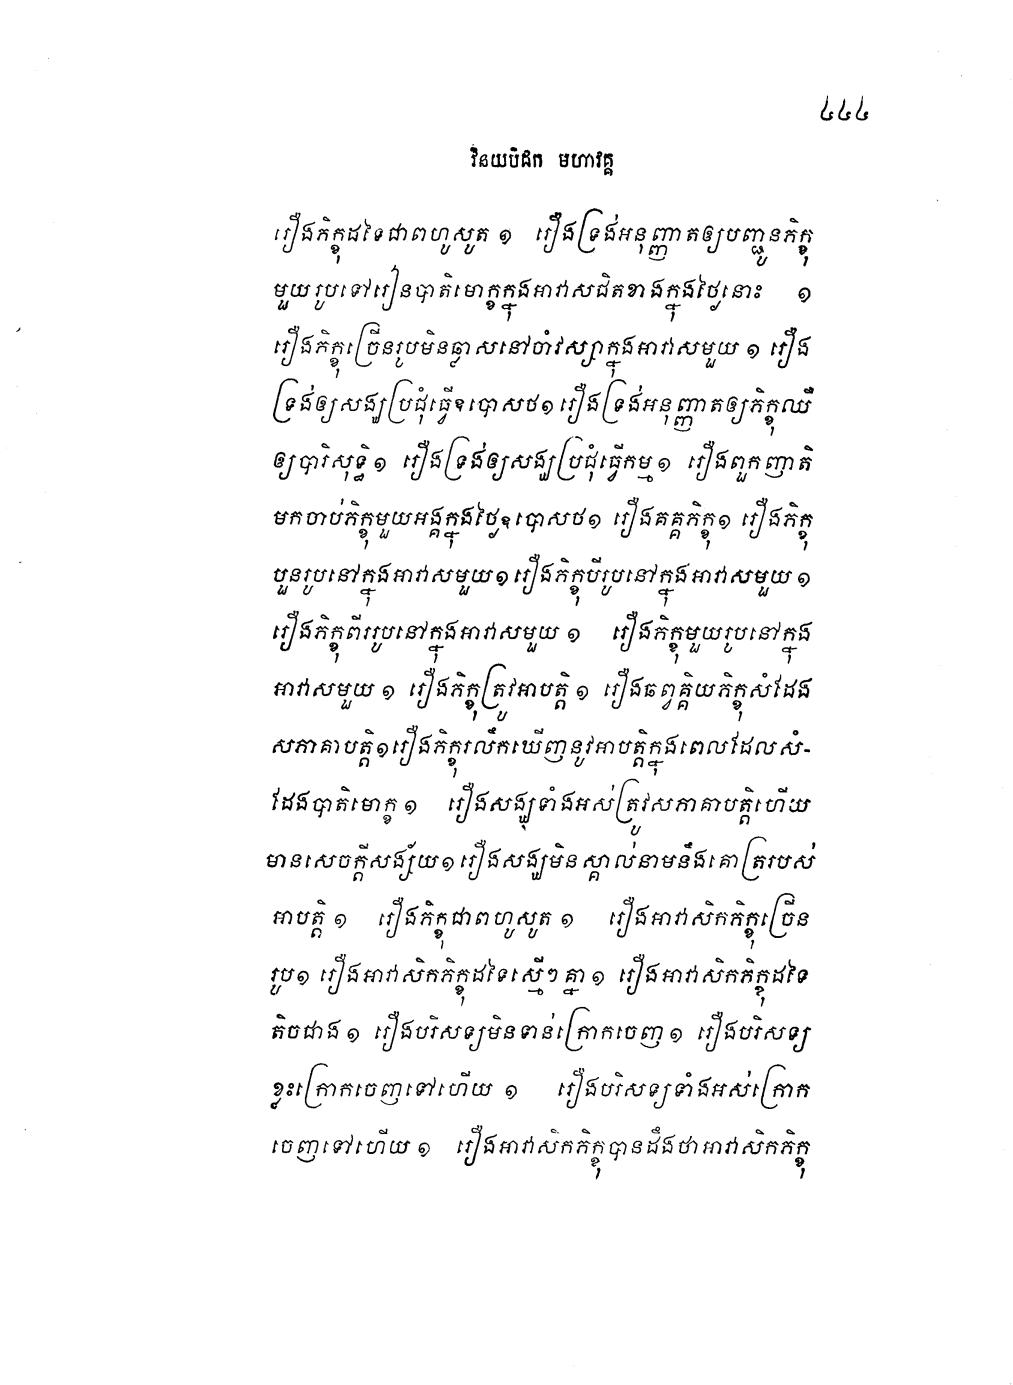 ៤៤៤
វិនយបិដក មហាវគ្គ
រឿងភិក្ខុដទៃជាពហូសូត ១ រឿងទ្រង់អនុញ្ញាតឲ្យបញ្ជូនភិក្ខុ
មួយរូបទៅរៀនបាតិមោក្ខក្នុងអាវាសជិតខាងក្នុងថ្ងៃនោះ ១
រឿងភិក្ខុច្រើនរូបមិនឆ្លាសនៅចាំវស្សាក្នុងអាវាសមួយ ១ រឿង
ទ្រង់ឲ្យសង្ឃប្រជុំធ្វើឧបោសថ១ រឿងទ្រង់អនុញ្ញាតឲ្យភិក្ខុឈឺ
ឲ្យបារិសុទ្ធិ១ រឿងទ្រង់ឲ្យសង្ឃប្រជុំធ្វើកម្ម១ រឿងពួកញាតិ
មកចាប់ភិក្ខុមួយអង្គក្នុងថ្ងៃឧបោសថ១ រឿងគគ្គភិក្ខុ១ រឿងភិក្ខុ
បួនរូបនៅក្នុងអាវាសមួយ១ រឿងភិក្ខុបីរូបនៅក្នុងអាវាសមួយ ១
រឿងភិក្ខុពីររូបនៅក្នុងអាវាសមួយ ១ រឿងភិក្ខុមួយរូបនៅក្នុង
អាវាសមួយ ១ រឿងភិក្ខុត្រូវអាបត្តិ ១ រឿងឆព្វគ្គិយភិក្ខុសំដែង
សភាគាបត្តិ១ រឿងភិក្ខុរលឹកឃើញនូវអាបត្តិក្នុងពេលដែលសំ-
ដែងបាតិមោក្ខ ១ រឿងសង្ឃទាំងអស់ត្រូវសភាគាបត្តិហើយ
មានសេចក្តីសង្ស័យ ១ រឿងសង្ឃមិនស្គាល់នាមនឹងគោត្ររបស់
អាបត្តិ ១ រឿងភិក្ខុជាពហូសូត ១ រឿងអាវាសិកភិក្ខុច្រើន
រូប១ រឿងអាវាសិកភិក្ខុដទៃស្មើៗគ្នា ១ រឿងអាវាសិកភិក្ខុដទៃ
តិចជាង ១ រឿងបរិសទ្យមិនទាន់ក្រោកចេញ ១ រឿងបរិសទ្យ
ខ្លះក្រោកចេញទៅហើយ ១ រឿងបរិសទ្យទាំងអស់ក្រោក
ចេញទៅហើយ ១ រឿងអាវាសិកភិក្ខុបានដឹងថាអាវាសិកភិក្ខុ